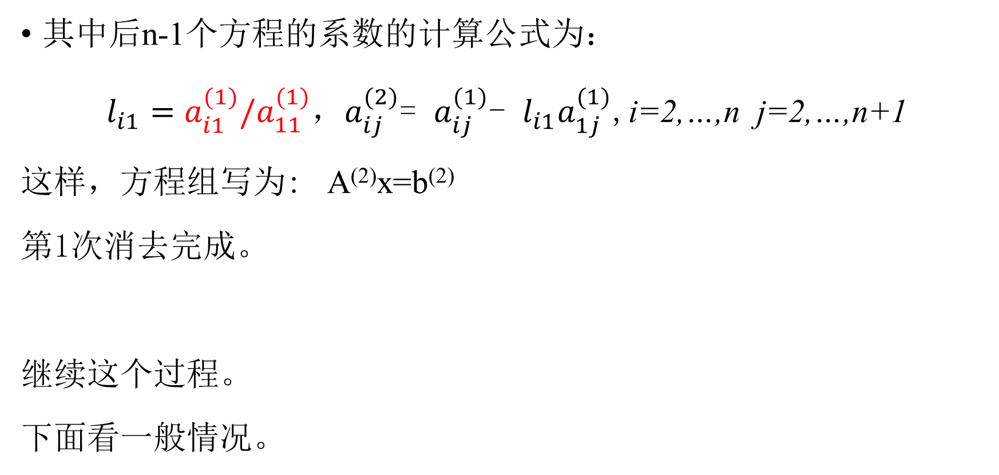 • 其中后n-1个方程的系数的计算公式为：
l_{i1} = a_{i1}^{(1)}/a_{11}^{(1)}，a_{ij}^{(2)}= a_{ij}^{(1)}− l_{i1}a_{1j}^{(1)}, i=2,…,n j=2,…,n+1
这样，方程组写为： A^{(2)}x=b^{(2)}
第1次消去完成。
继续这个过程。
下面看一般情况。